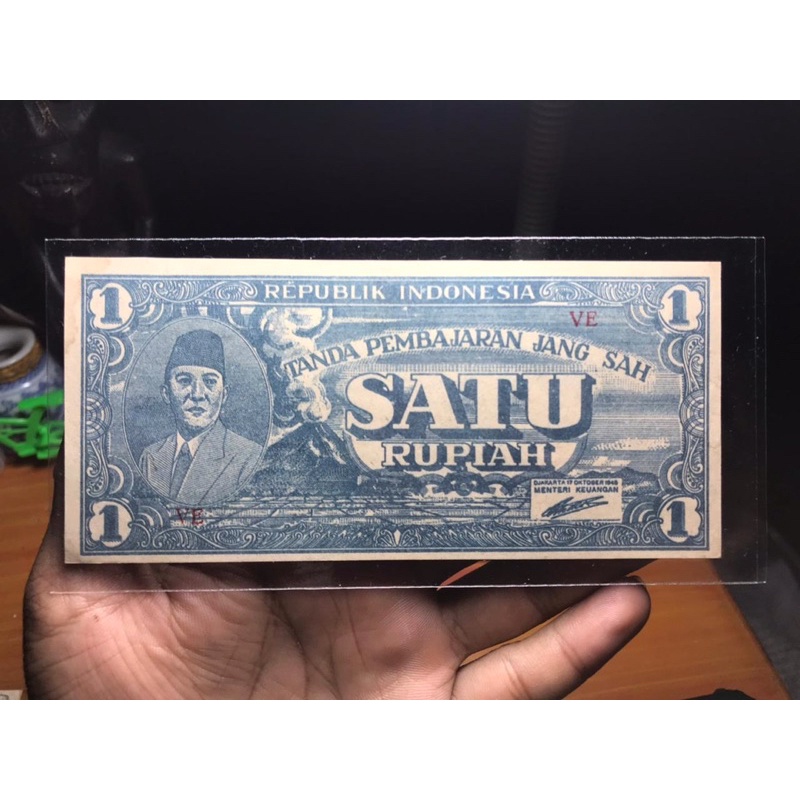 1 REPUBLIK INDONESIA 1
VE
TANDA PEMBAJARAN JANG SAH
SATU
RUPIAH
DJAKARTA 17 OKTOBER 1945
MENTERI KEUANGAN
VE
1 1